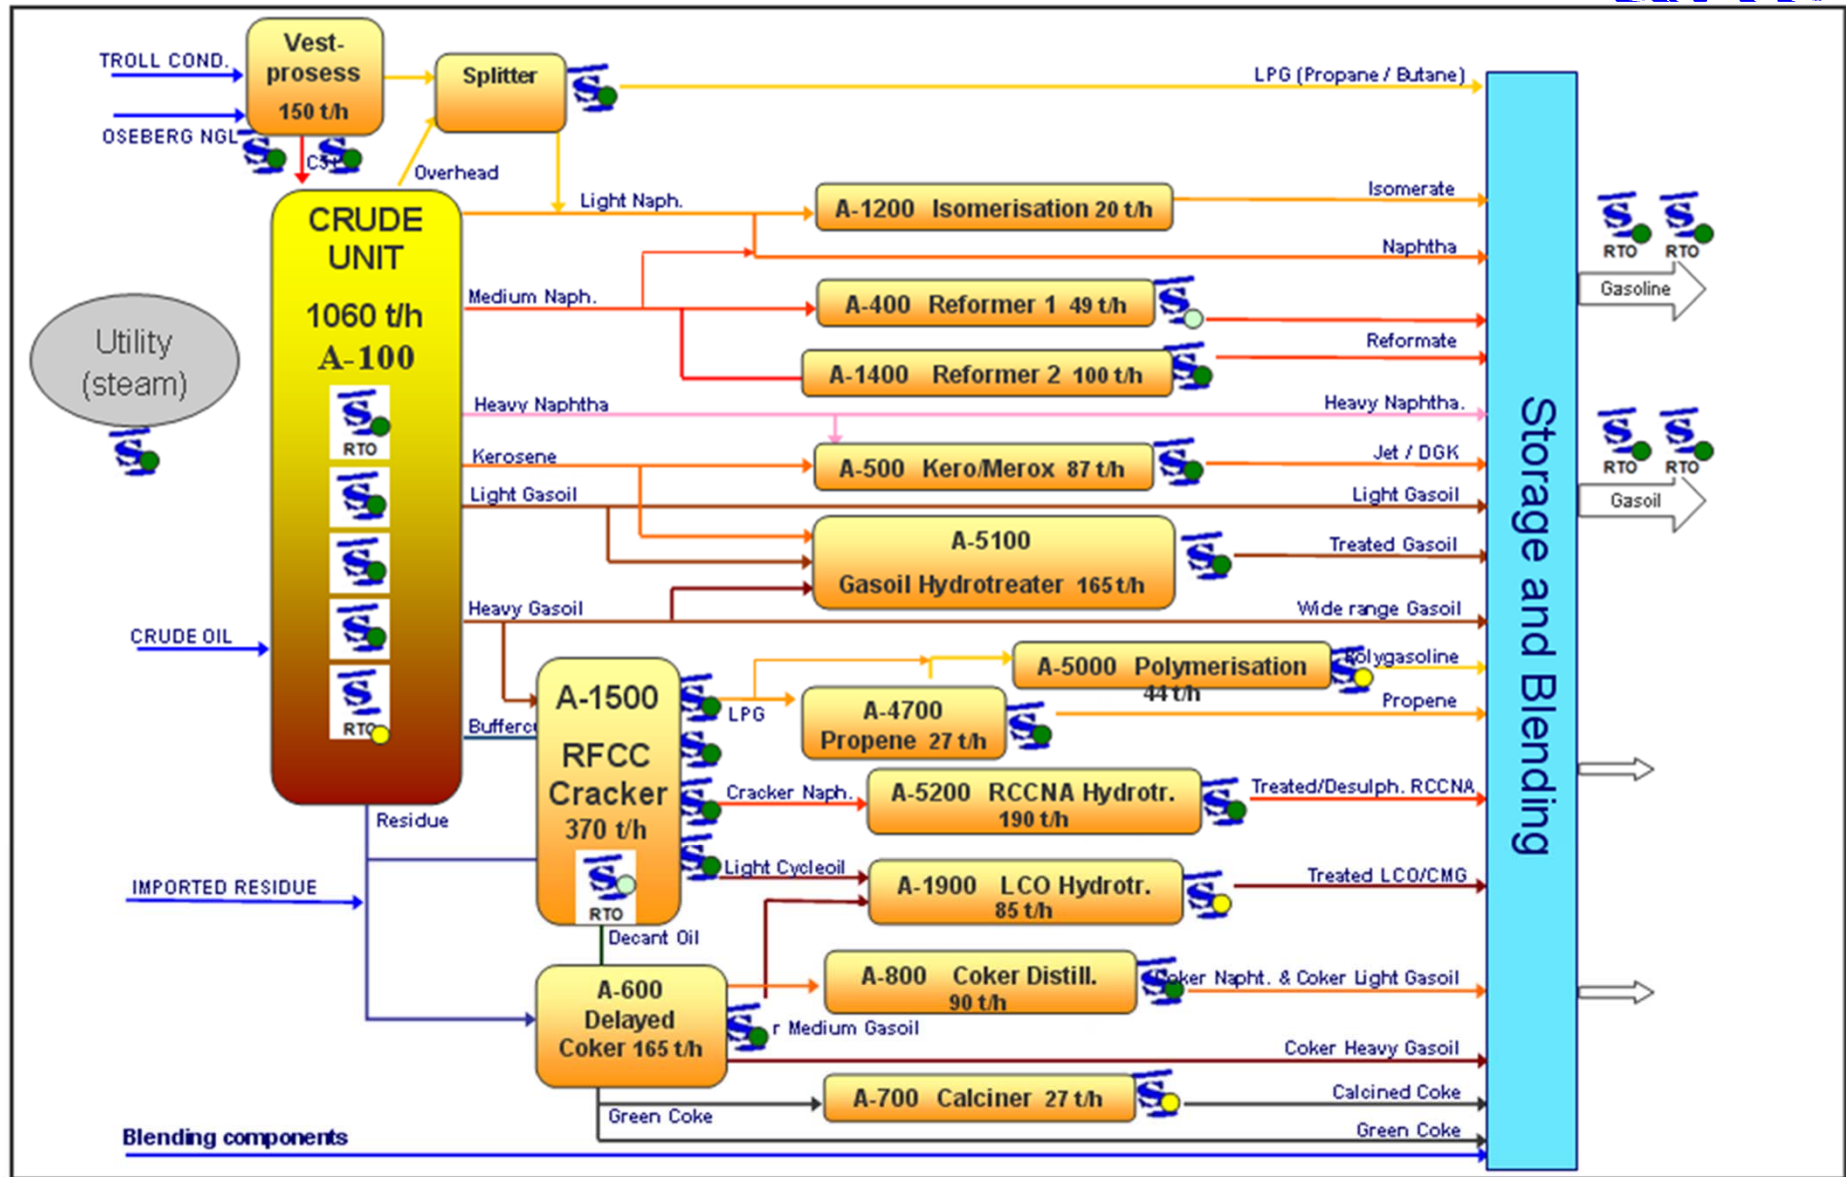 TROLL COND.
OSEBERG NGL
Vest-
prosess
150 t/h
Splitter
LPG (Propane / Butane)
Overhead
CRUDE
UNIT
1060 t/h
A-100
RTO
RTO
Utility
(steam)
CRUDE OIL
IMPORTED RESIDUE
Blending components
Light Naph.
A-1200 Isomerisation 20 t/h
Isomerate
Naphtha
Medium Naph.
A-400 Reformer 1 49 t/h
Reformate
A-1400 Reformer 2 100 t/h
Heavy Naphtha
Heavy Naphtha.
Kerosene
A-500 Kero/Merox 87 t/h
Jet / DGK
Light Gasoil
Light Gasoil
A-5100
Gasoil Hydrotreater 165 t/h
Treated Gasoil
Heavy Gasoil
Wide range Gasoil
A-1500
RFCC
Cracker
370 t/h
RTO
LPG
A-5000 Polymerisation
44 t/h
Polygasoline
A-4700
Propene 27 t/h
Propene
Cracker Naph.
A-5200 RCCNA Hydrotr.
190 t/h
Treated/Desulph. RCCNA
Residue
Light Cycleoil
A-1900 LCO Hydrotr.
85 t/h
Treated LCO/CMG
Decant Oil
A-600
Delayed
Coker 165 t/h
A-800 Coker Distill.
90 t/h
Coker Napht. & Coker Light Gasoil
r Medium Gasoil
Coker Heavy Gasoil
A-700 Calciner 27 t/h
Calcined Coke
Green Coke
Green Coke
Storage and Blending
RTO
RTO
Gasoline
RTO
RTO
Gasoil